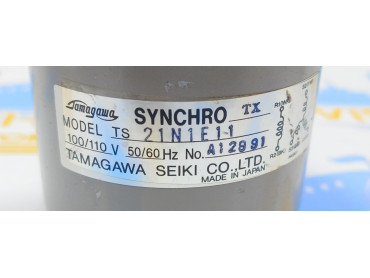 Tamagawa SYNCHRO TX
MODEL TS 21N1E11
100/110 V 50/60 Hz No. A12991
TAMAGAWA SEIKI CO., LTD.
MADE IN JAPAN